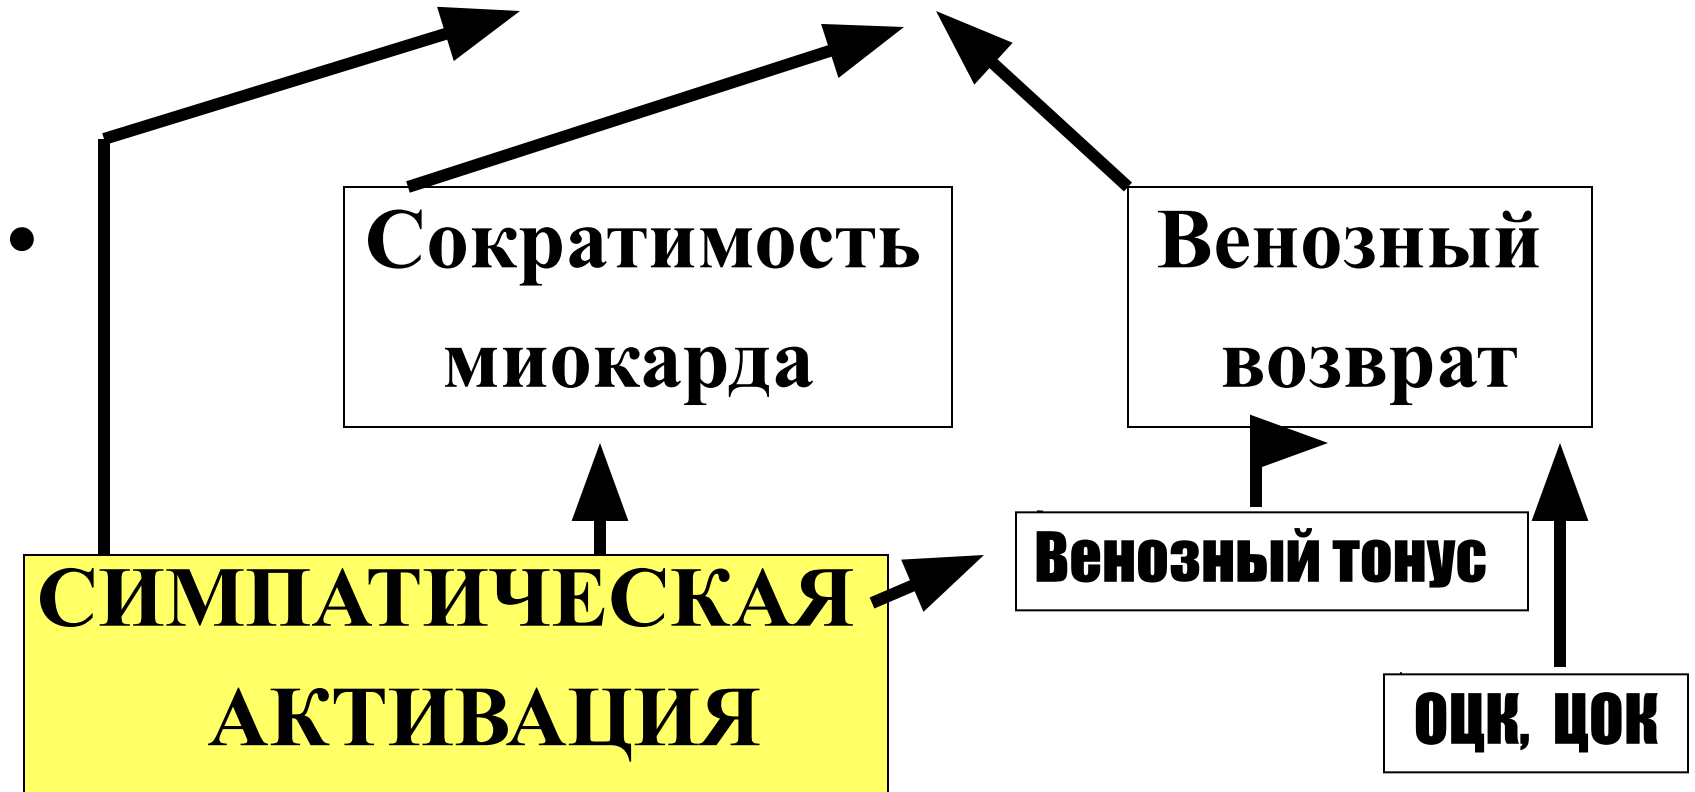 Сократимость
миокарда
Венозный
возврат
Венозный тонус
СИМПАТИЧЕСКАЯ
АКТИВАЦИЯ
ОЦК, ЦОК